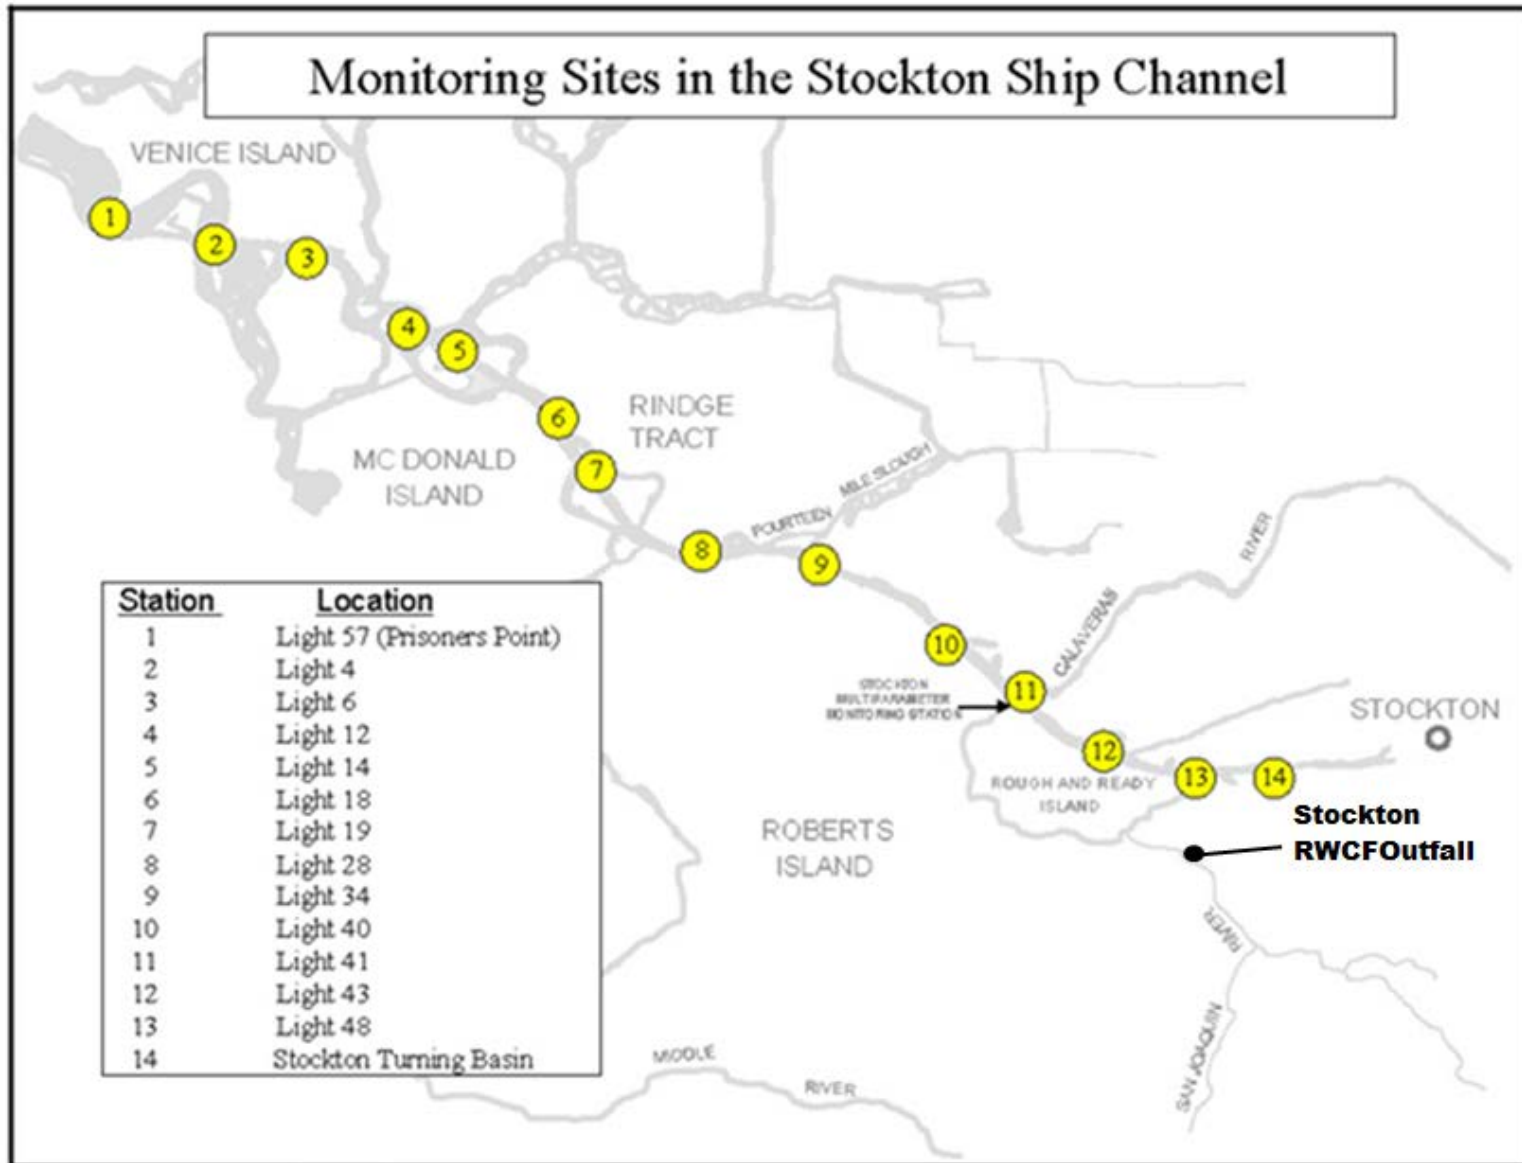 Monitoring Sites in the Stockton Ship Channel
VENICE ISLAND
1
2
3
4
5
6
RINDGE
TRACT
7
MC DONALD
ISLAND
8
FOURTEEN MILE SLOUGH
9
10
CALAVERAS RIVER
11
STOCKTON
MULTIPARAMETER
MONITORING STATION
12
STOCKTON
13
14
ROUGH AND READY
ISLAND
Stockton
RWCFOutfall
ROBERTS
ISLAND
SAN JOAQUIN RIVER
MIDDLE RIVER
Station Location
1 Light 57 (Prisoners Point)
2 Light 4
3 Light 6
4 Light 12
5 Light 14
6 Light 18
7 Light 19
8 Light 28
9 Light 34
10 Light 40
11 Light 41
12 Light 43
13 Light 48
14 Stockton Turning Basin